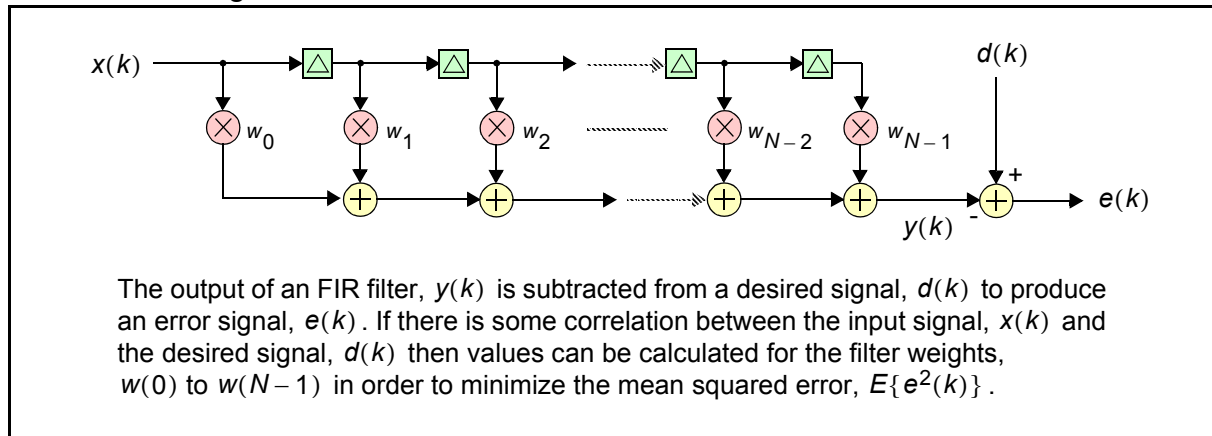 x(k)
d(k)
w₀
w₁
w₂
w_{N–2}
w_{N–1}
+
-
y(k)
e(k)
The output of an FIR filter, y(k) is subtracted from a desired signal, d(k) to produce
an error signal, e(k). If there is some correlation between the input signal, x(k) and
the desired signal, d(k) then values can be calculated for the filter weights,
w(0) to w(N–1) in order to minimize the mean squared error, E{e²(k)}.